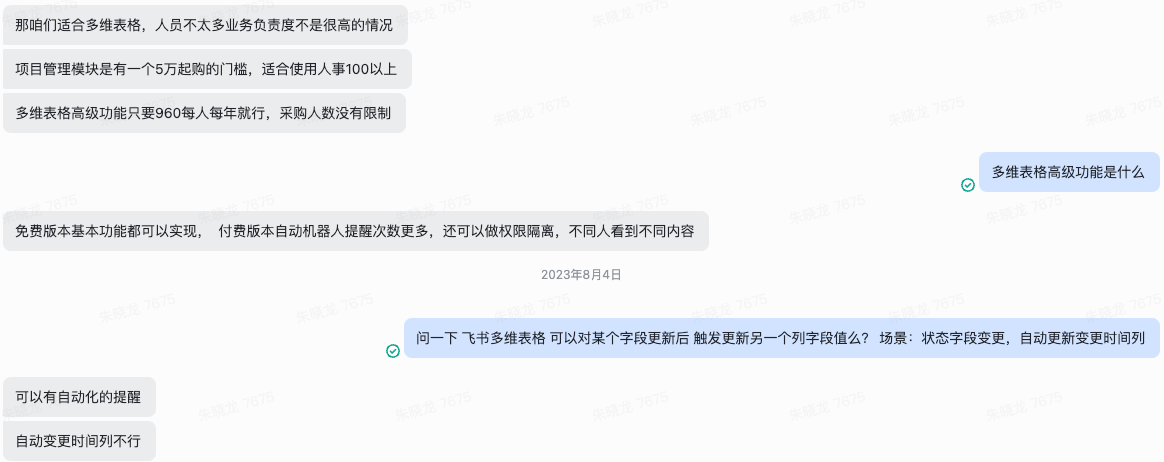 那咱们适合多维表格，人员不太多业务负责度不是很高的情况
项目管理模块是有一个5万起购的门槛，适合使用人事100以上
多维表格高级功能只要960每人每年就行，采购人数没有限制
多维表格高级功能是什么
免费版本基本功能都可以实现， 付费版本自动机器人提醒次数更多，还可以做权限隔离，不同人看到不同内容
2023年8月4日
问一下 飞书多维表格 可以对某个字段更新后 触发更新另一个列字段值么？ 场景：状态字段变更，自动更新变更时间列
可以有自动化的提醒
自动变更时间列不行
朱晓龙 7675